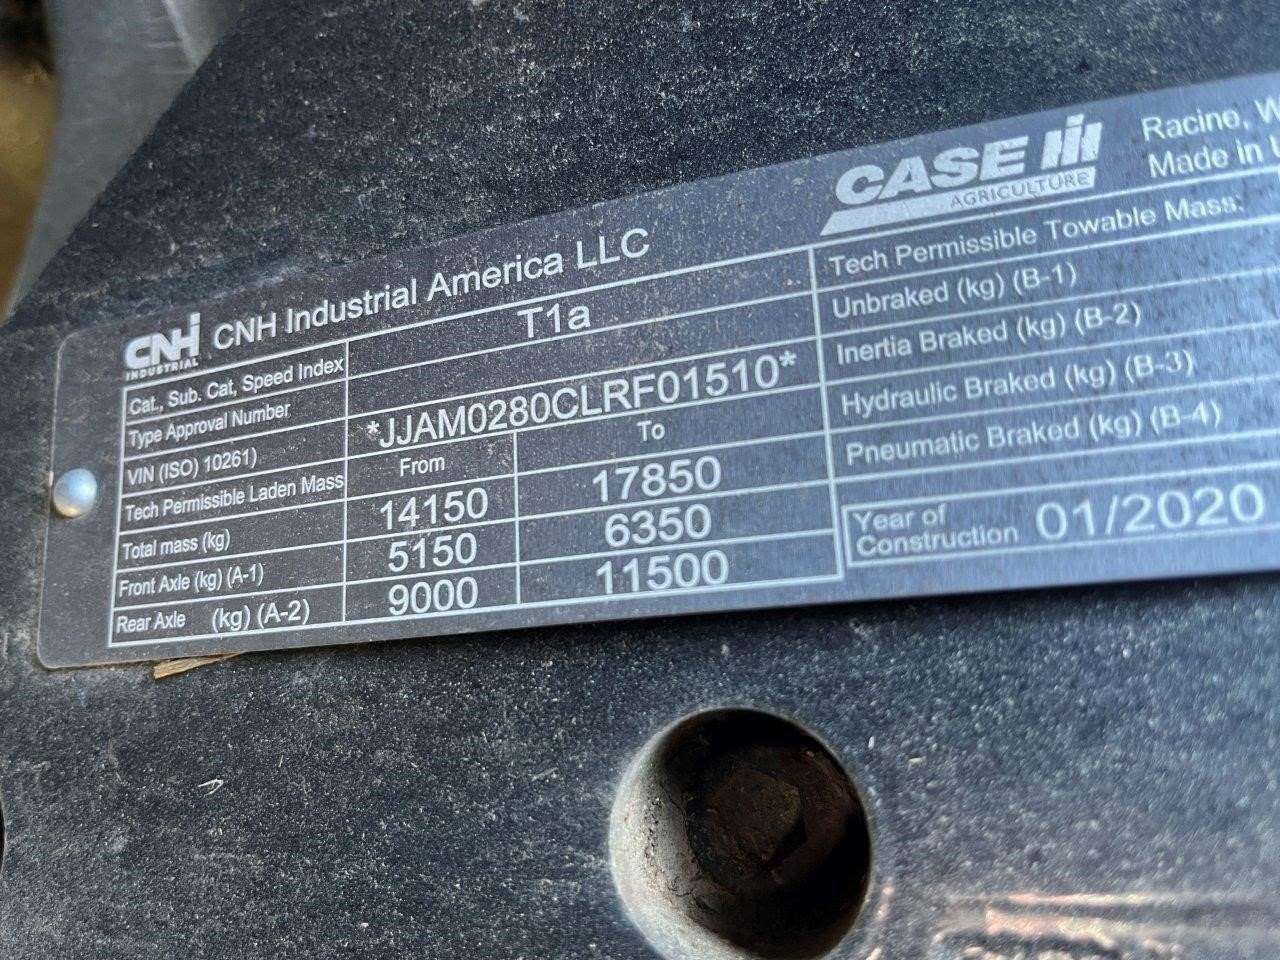 CNH INDUSTRIAL CNH Industrial America LLC
CASE IH AGRICULTURE
Racine,
Made in
Cat., Sub. Cat, Speed Index T1a
Type Approval Number
VIN (ISO) 10261) *JJAM0280CLRF01510*
Tech Permissible Laden Mass From To
Total mass (kg) 14150 17850
Front Axle (kg) (A-1) 5150 6350
Rear Axle (kg) (A-2) 9000 11500
Tech Permissible Towable Mass:
Unbraked (kg) (B-1)
Inertia Braked (kg) (B-2)
Hydraulic Braked (kg) (B-3)
Pneumatic Braked (kg) (B-4)
Year of
Construction 01/2020